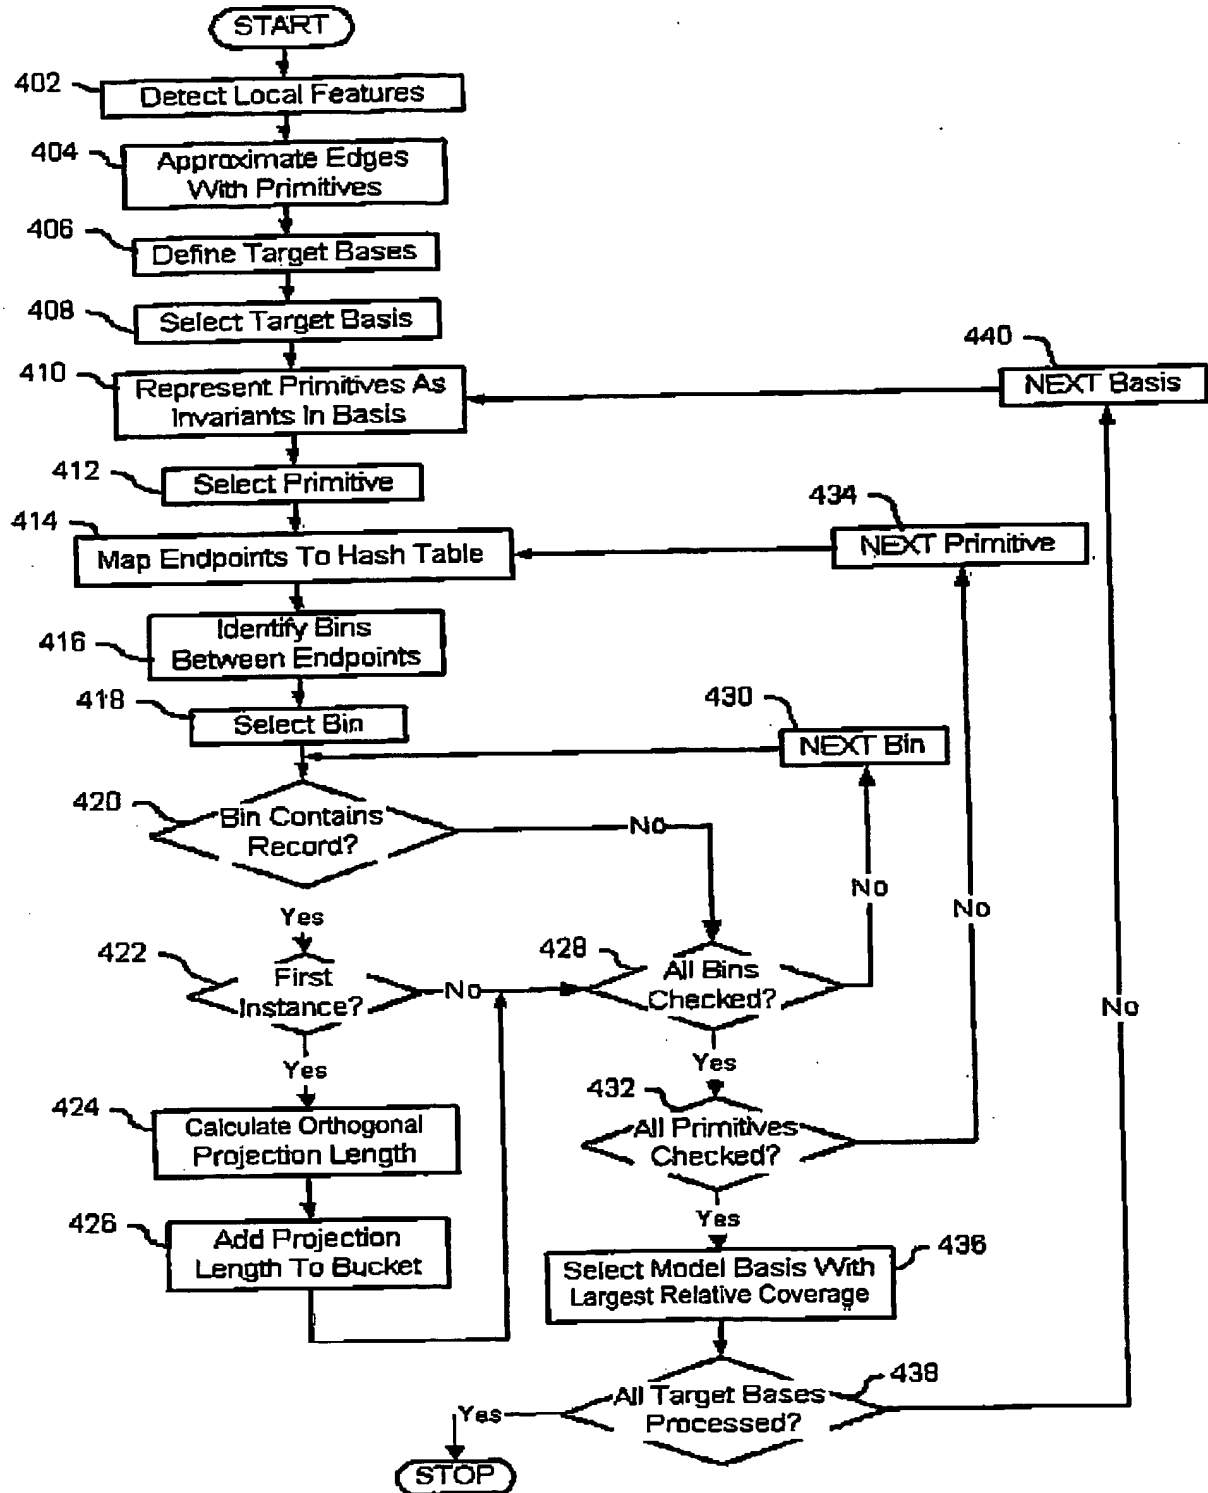 START
402
Detect Local Features
404
Approximate Edges
With Primitives
406
Define Target Bases
408
Select Target Basis
440
NEXT Basis
410
Represent Primitives As
Invariants In Basis
412
Select Primitive
434
NEXT Primitive
414
Map Endpoints To Hash Table
416
Identify Bins
Between Endpoints
418
Select Bin
430
NEXT Bin
420
Bin Contains
Record?
No
No
No
No
Yes
422
First
Instance?
No
428
All Bins
Checked?
Yes
Yes
424
Calculate Orthogonal
Projection Length
432
All Primitives
Checked?
426
Add Projection
Length To Bucket
Yes
436
Select Model Basis With
Largest Relative Coverage
438
All Target Bases
Processed?
Yes
STOP